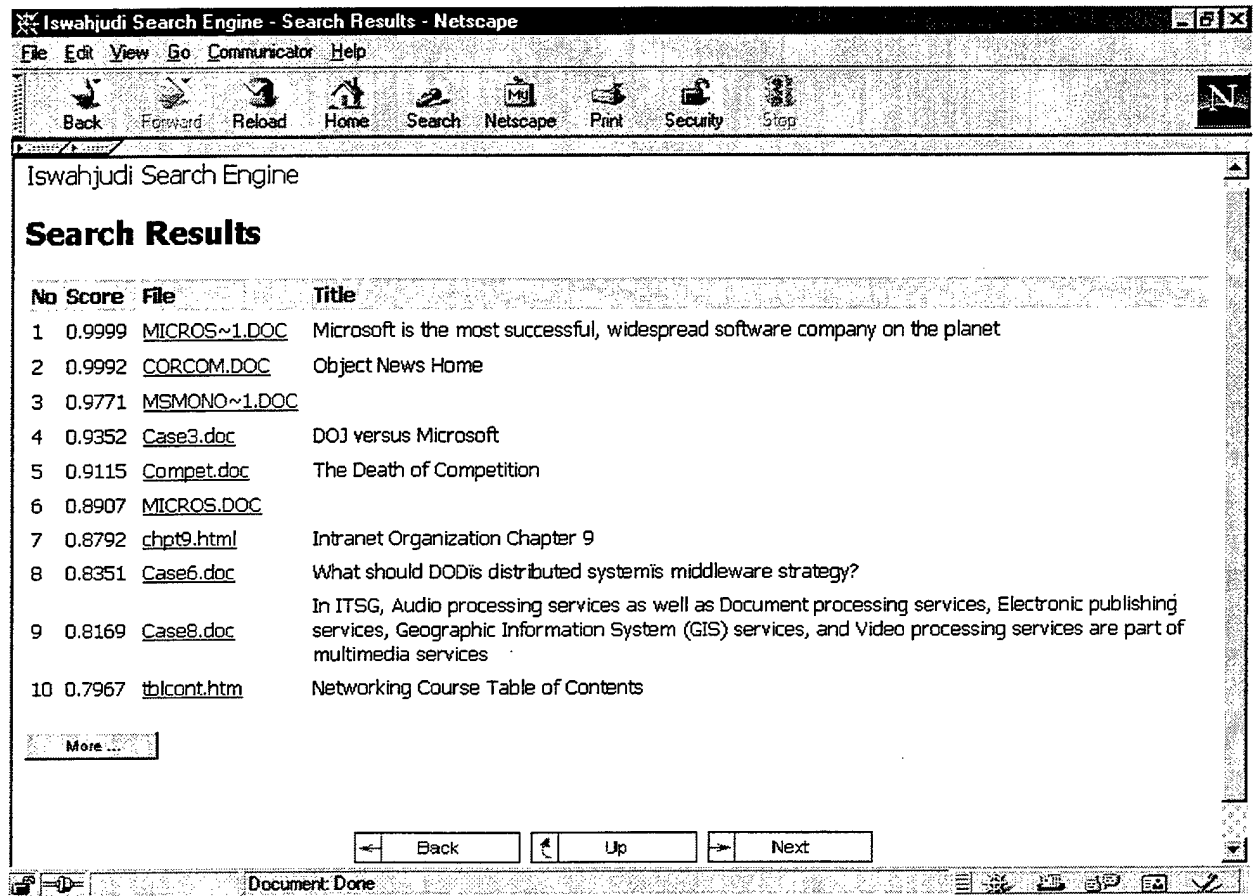 Iswahjudi Search Engine - Search Results - Netscape
File Edit View Go Communicator Help
Back Forward Reload Home Search Netscape Print Security Stop
Iswahjudi Search Engine
Search Results
No Score File Title
1 0.9999 MICROS~1.DOC Microsoft is the most successful, widespread software company on the planet
2 0.9992 CORCOM.DOC Object News Home
3 0.9771 MSMONO~1.DOC
4 0.9352 Case3.doc DOJ versus Microsoft
5 0.9115 Compet.doc The Death of Competition
6 0.8907 MICROS.DOC
7 0.8792 chpt9.html Intranet Organization Chapter 9
8 0.8351 Case6.doc What should DODïs distributed systemïs middleware strategy?
9 0.8169 Case8.doc In ITSG, Audio processing services as well as Document processing services, Electronic publishing
services, Geographic Information System (GIS) services, and Video processing services are part of
multimedia services
10 0.7967 tblcont.htm Networking Course Table of Contents
More ...
Back Up Next
Document: Done